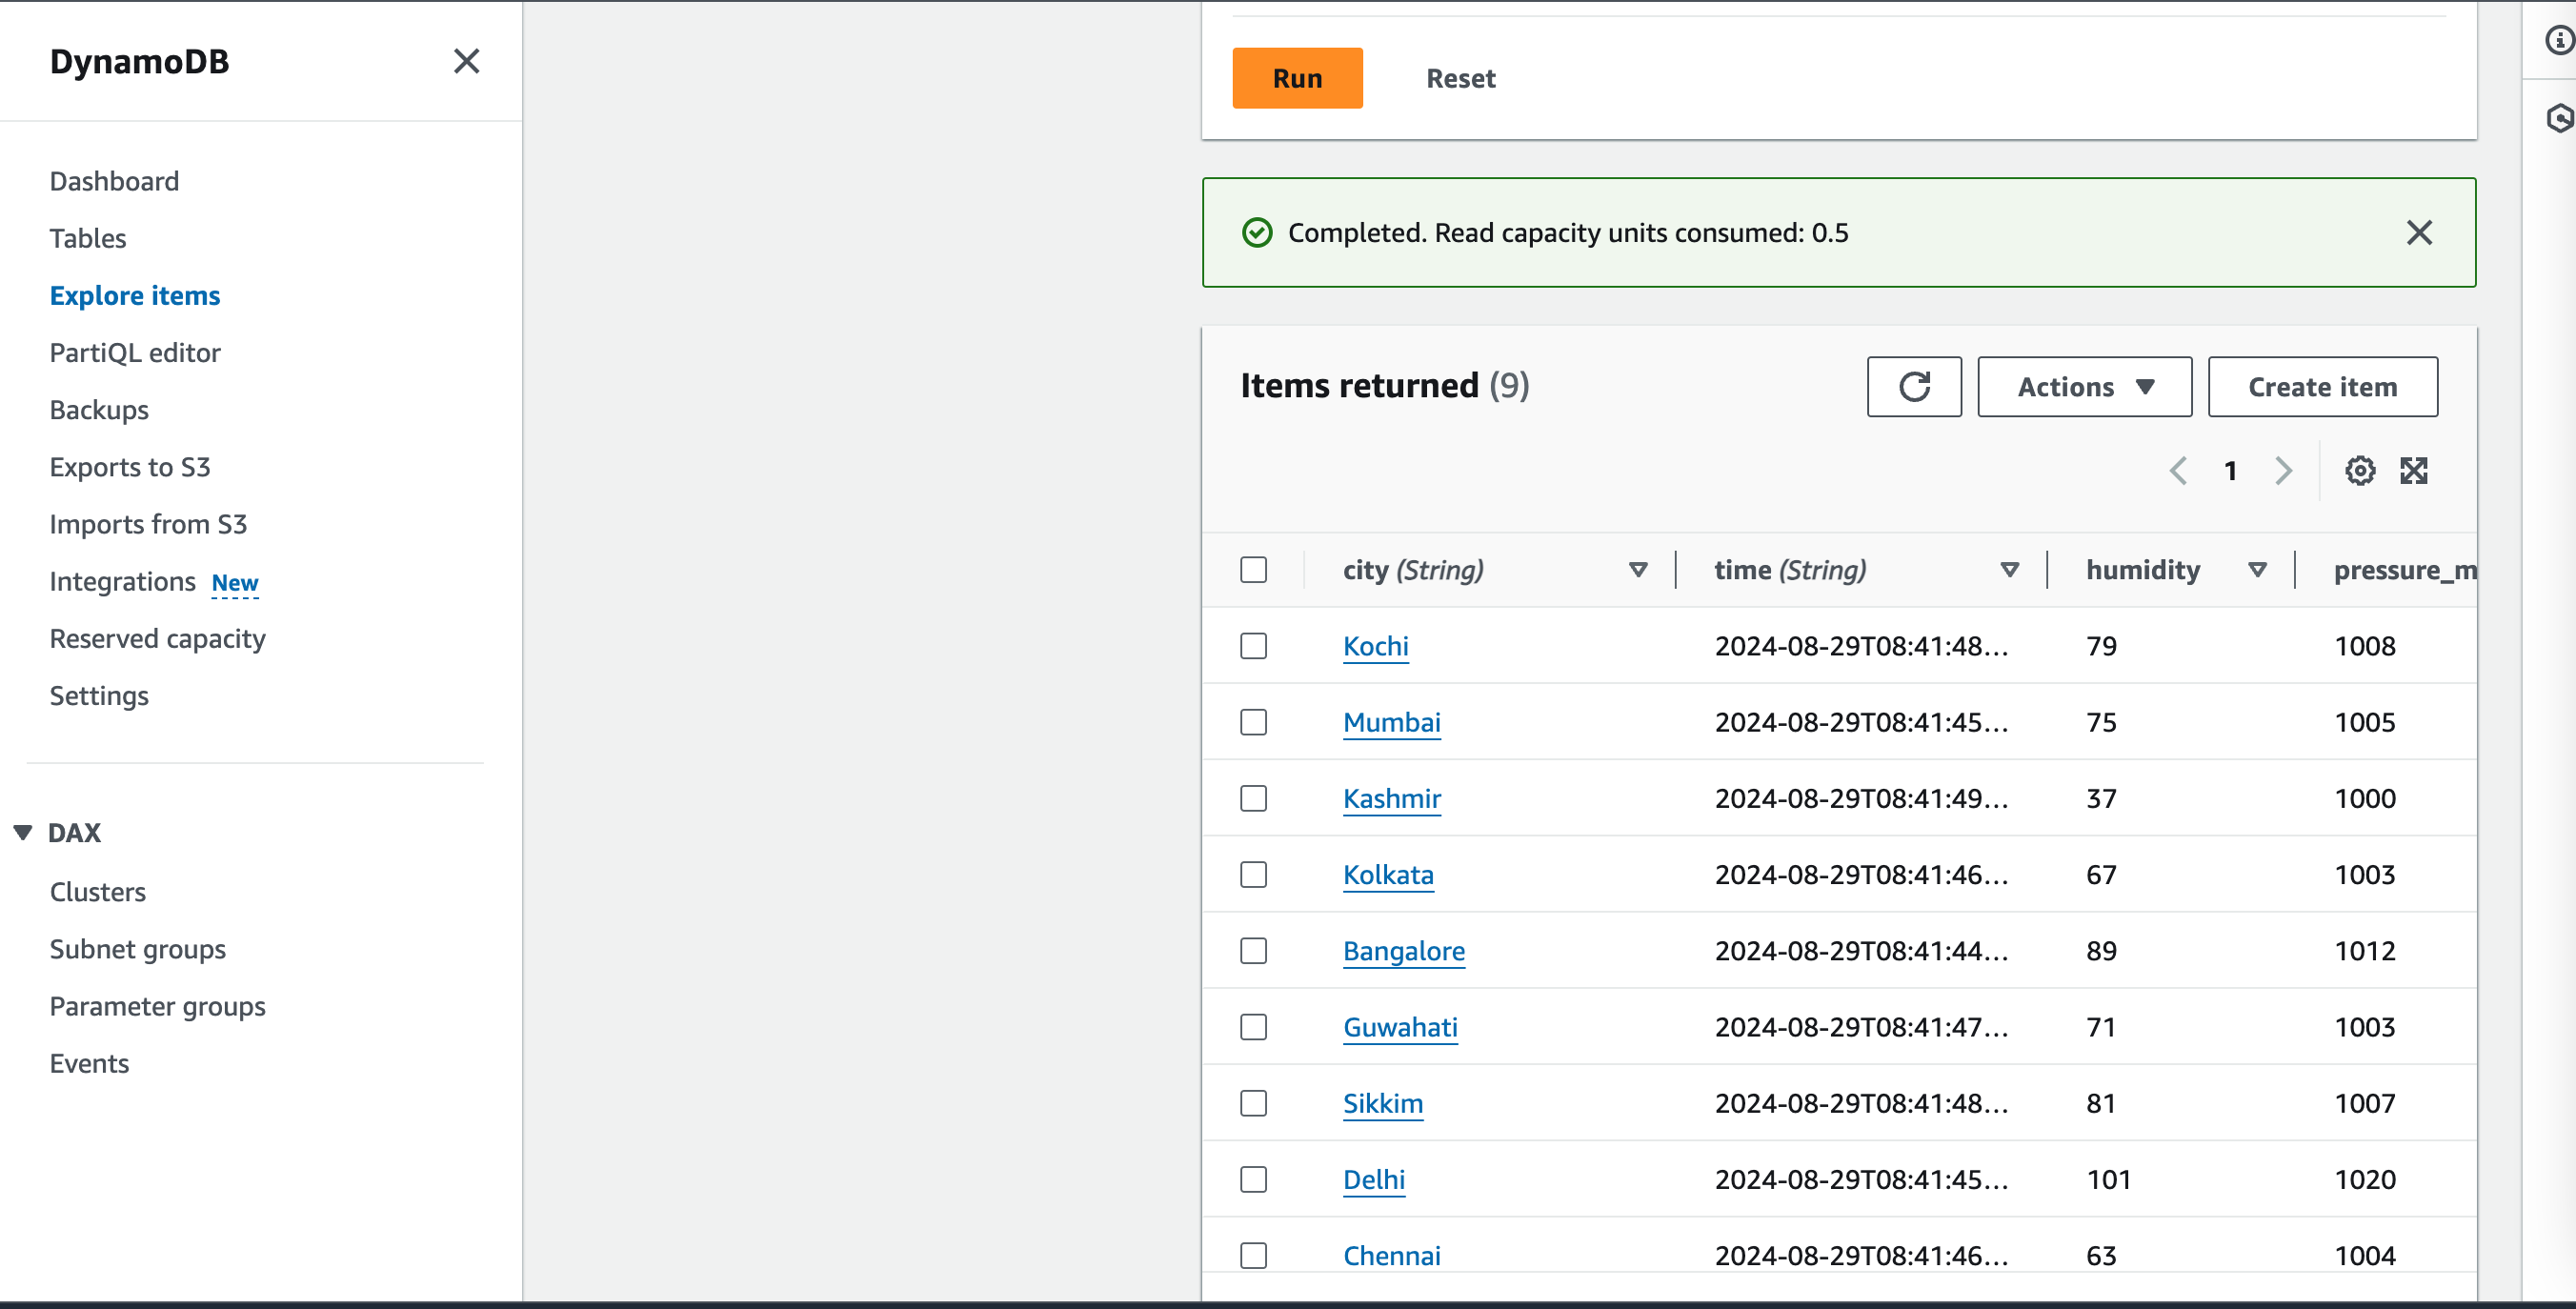 DynamoDB
Dashboard
Tables
Explore items
PartiQL editor
Backups
Exports to S3
Imports from S3
Integrations New
Reserved capacity
Settings
DAX
Clusters
Subnet groups
Parameter groups
Events
Run Reset
Completed. Read capacity units consumed: 0.5
Items returned (9)
Actions Create item
1
city (String) time (String) humidity pressure_m
Kochi 2024-08-29T08:41:48... 79 1008
Mumbai 2024-08-29T08:41:45... 75 1005
Kashmir 2024-08-29T08:41:49... 37 1000
Kolkata 2024-08-29T08:41:46... 67 1003
Bangalore 2024-08-29T08:41:44... 89 1012
Guwahati 2024-08-29T08:41:47... 71 1003
Sikkim 2024-08-29T08:41:48... 81 1007
Delhi 2024-08-29T08:41:45... 101 1020
Chennai 2024-08-29T08:41:46... 63 1004